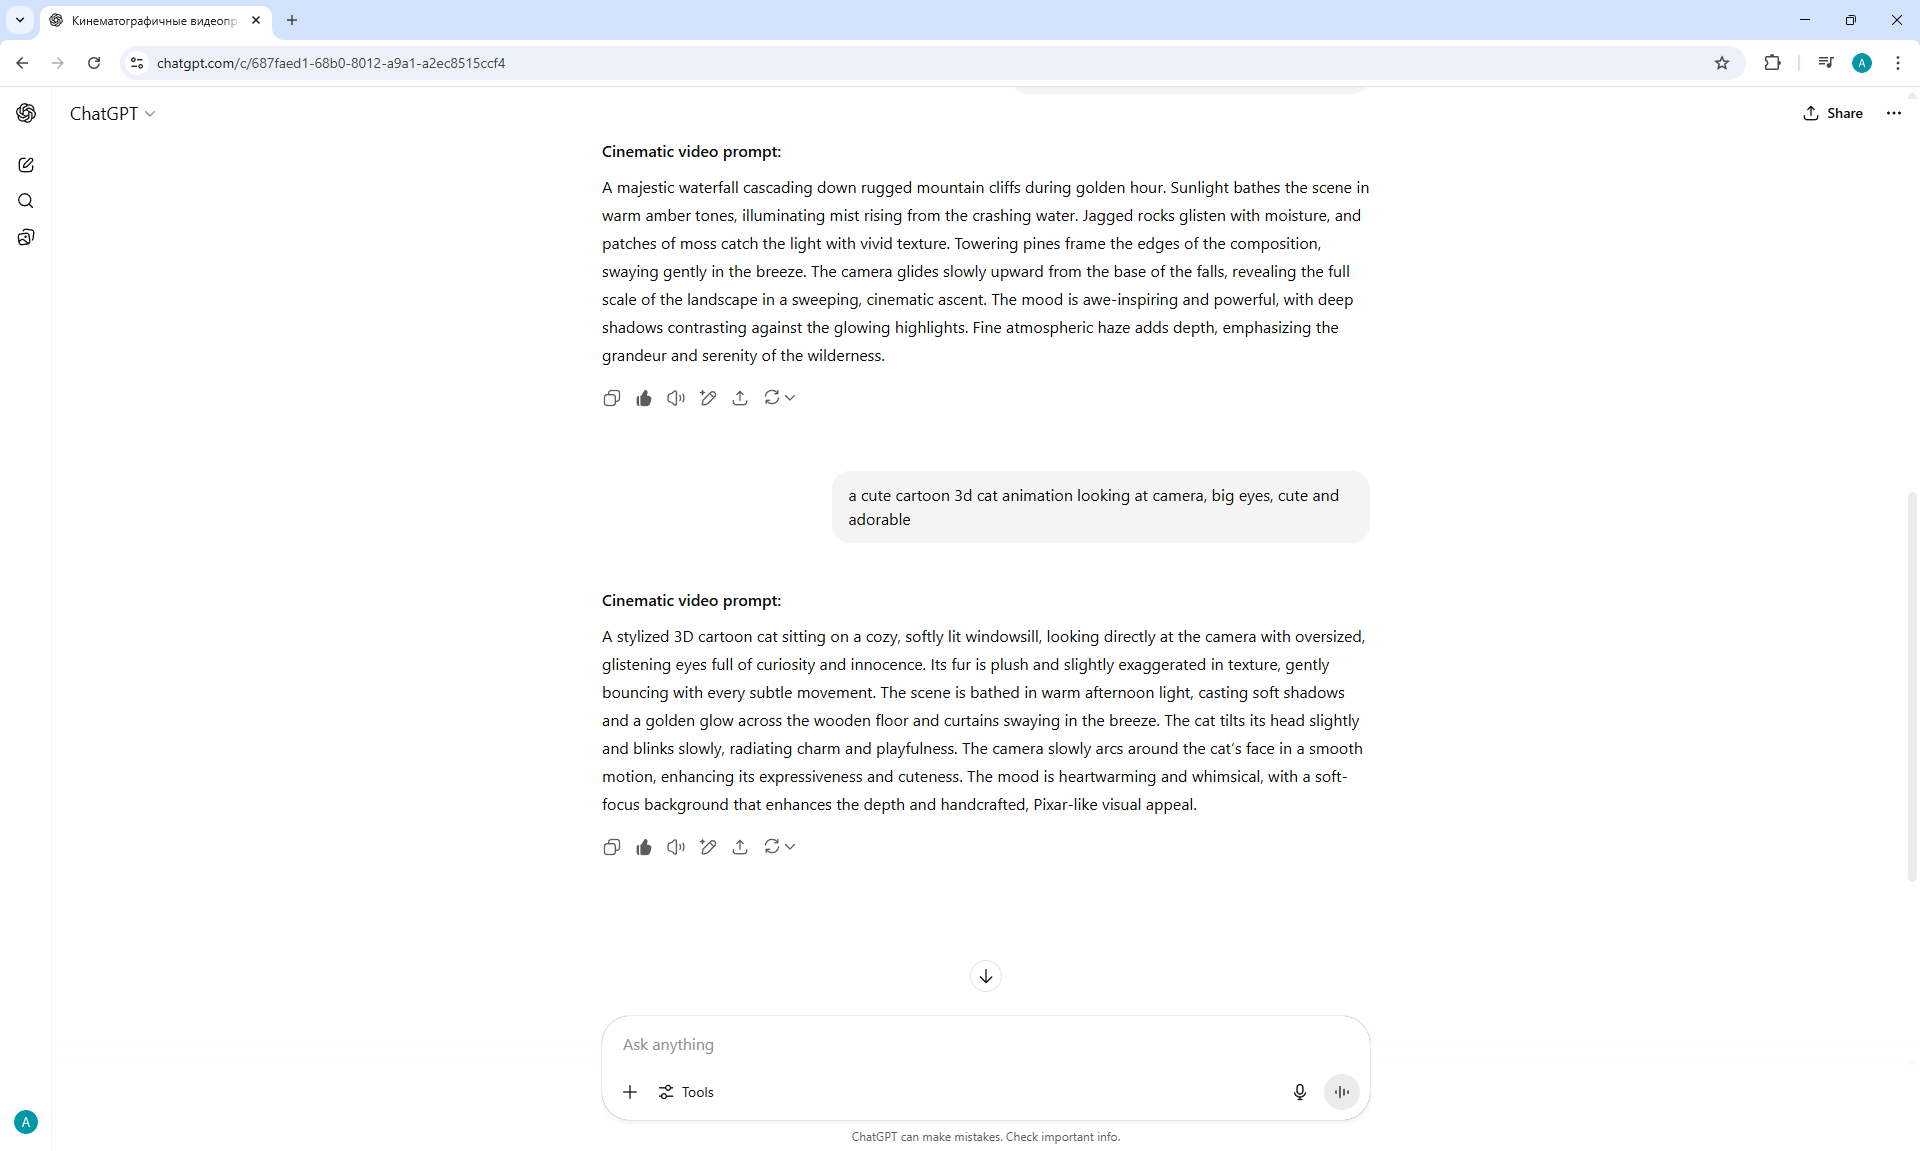 Кинематографичные видеопр
chatgpt.com/c/687faed1-68b0-8012-a9a1-a2ec8515ccf4
A
ChatGPT
Share
Cinematic video prompt:
A majestic waterfall cascading down rugged mountain cliffs during golden hour. Sunlight bathes the scene in
warm amber tones, illuminating mist rising from the crashing water. Jagged rocks glisten with moisture, and
patches of moss catch the light with vivid texture. Towering pines frame the edges of the composition,
swaying gently in the breeze. The camera glides slowly upward from the base of the falls, revealing the full
scale of the landscape in a sweeping, cinematic ascent. The mood is awe-inspiring and powerful, with deep
shadows contrasting against the glowing highlights. Fine atmospheric haze adds depth, emphasizing the
grandeur and serenity of the wilderness.
a cute cartoon 3d cat animation looking at camera, big eyes, cute and
adorable
Cinematic video prompt:
A stylized 3D cartoon cat sitting on a cozy, softly lit windowsill, looking directly at the camera with oversized,
glistening eyes full of curiosity and innocence. Its fur is plush and slightly exaggerated in texture, gently
bouncing with every subtle movement. The scene is bathed in warm afternoon light, casting soft shadows
and a golden glow across the wooden floor and curtains swaying in the breeze. The cat tilts its head slightly
and blinks slowly, radiating charm and playfulness. The camera slowly arcs around the cat's face in a smooth
motion, enhancing its expressiveness and cuteness. The mood is heartwarming and whimsical, with a soft-
focus background that enhances the depth and handcrafted, Pixar-like visual appeal.
Ask anything
Tools
A
ChatGPT can make mistakes. Check important info.